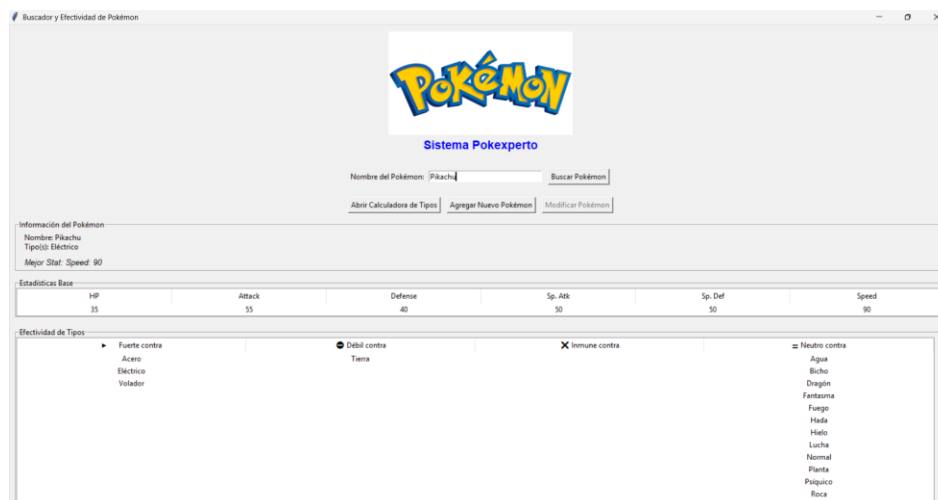 Buscador y Efectividad de Pokémon
POKÉMON
Sistema Pokexperto
Nombre del Pokémon: Pikachu Buscar Pokémon
Abrir Calculadora de Tipos Agregar Nuevo Pokémon Modificar Pokémon
Información del Pokémon
Nombre: Pikachu
Tipo(s): Eléctrico
Mejor Stat: Speed: 90
Estadísticas Base
HP Attack Defense Sp. Atk Sp. Def Speed
35 55 40 50 50 90
Efectividad de Tipos
Fuerte contra Débil contra Inmune contra = Neutro contra
Acero Tierra Agua
Eléctrico Bicho
Volador Dragón
Fantasma
Fuego
Hada
Hielo
Lucha
Normal
Planta
Psíquico
Roca